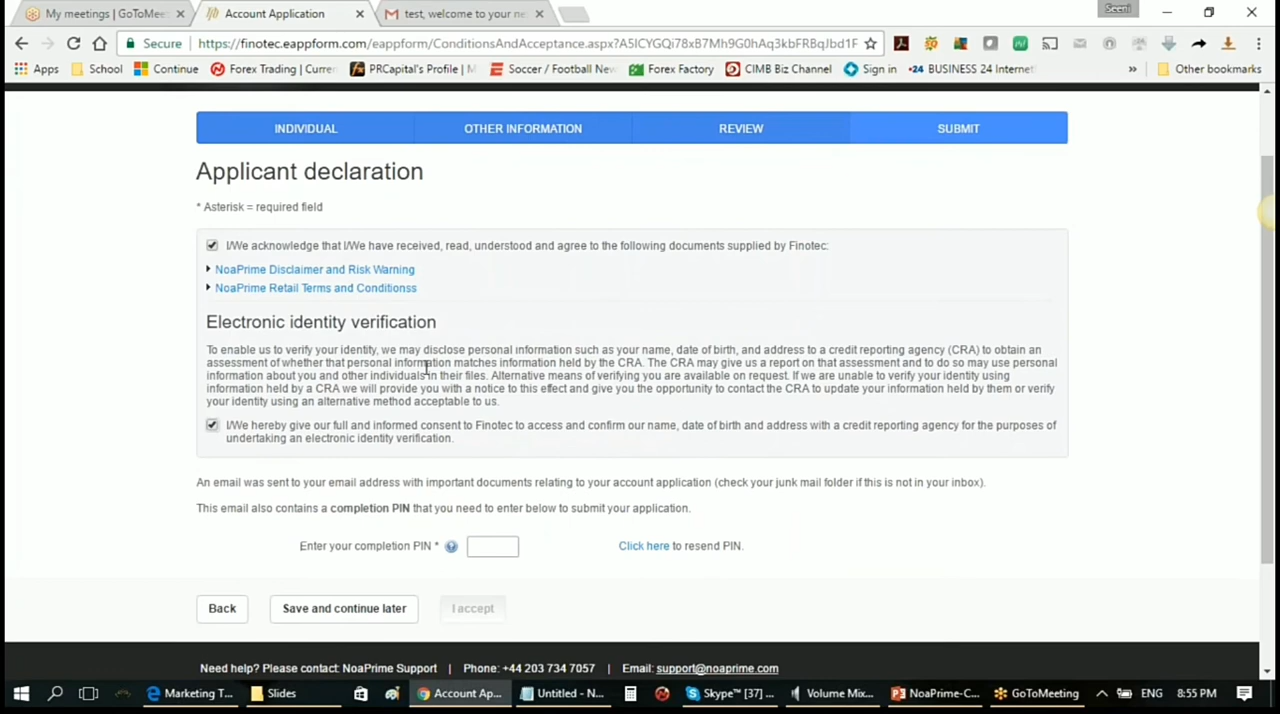 Seeni
My meetings | GoToMee
Account Application
test, welcome to your ne
Secure
https://finotec.eappform.com/eappform/ConditionsAndAcceptance.aspx?A5lCYGQi78xB7Mh9G0hAq3kbFRBqJbd1F
Apps
School
Continue
Forex Trading | Curre
PRCapital's Profile | M
Soccer / Football New
Forex Factory
CIMB Biz Channel
Sign in
BUSINESS 24 Internet
»
Other bookmarks
INDIVIDUAL
OTHER INFORMATION
REVIEW
SUBMIT
Applicant declaration
* Asterisk = required field
I/We acknowledge that I/We have received, read, understood and agree to the following documents supplied by Finotec:
NoaPrime Disclaimer and Risk Warning
NoaPrime Retail Terms and Conditionss
Electronic identity verification
To enable us to verify your identity, we may disclose personal information such as your name, date of birth, and address to a credit reporting agency (CRA) to obtain an
assessment of whether that personal information matches information held by the CRA. The CRA may give us a report on that assessment and to do so may use personal
information about you and other individuals in their files. Alternative means of verifying you are available on request. If we are unable to verify your identity using
information held by a CRA we will provide you with a notice to this effect and give you the opportunity to contact the CRA to update your information held by them or verify
your identity using an alternative method acceptable to us.
I/We hereby give our full and informed consent to Finotec to access and confirm our name, date of birth and address with a credit reporting agency for the purposes of
undertaking an electronic identity verification.
An email was sent to your email address with important documents relating to your account application (check your junk mail folder if this is not in your inbox).
This email also contains a completion PIN that you need to enter below to submit your application.
Enter your completion PIN *
Click here to resend PIN.
Back
Save and continue later
I accept
Need help? Please contact: NoaPrime Support | Phone: +44 203 734 7057 | Email: support@noaprime.com
Marketing T...
Slides
Account Ap...
Untitled - N...
Skype™ [37] ...
Volume Mix...
NoaPrime-C...
GoToMeeting
ENG
8:55 PM